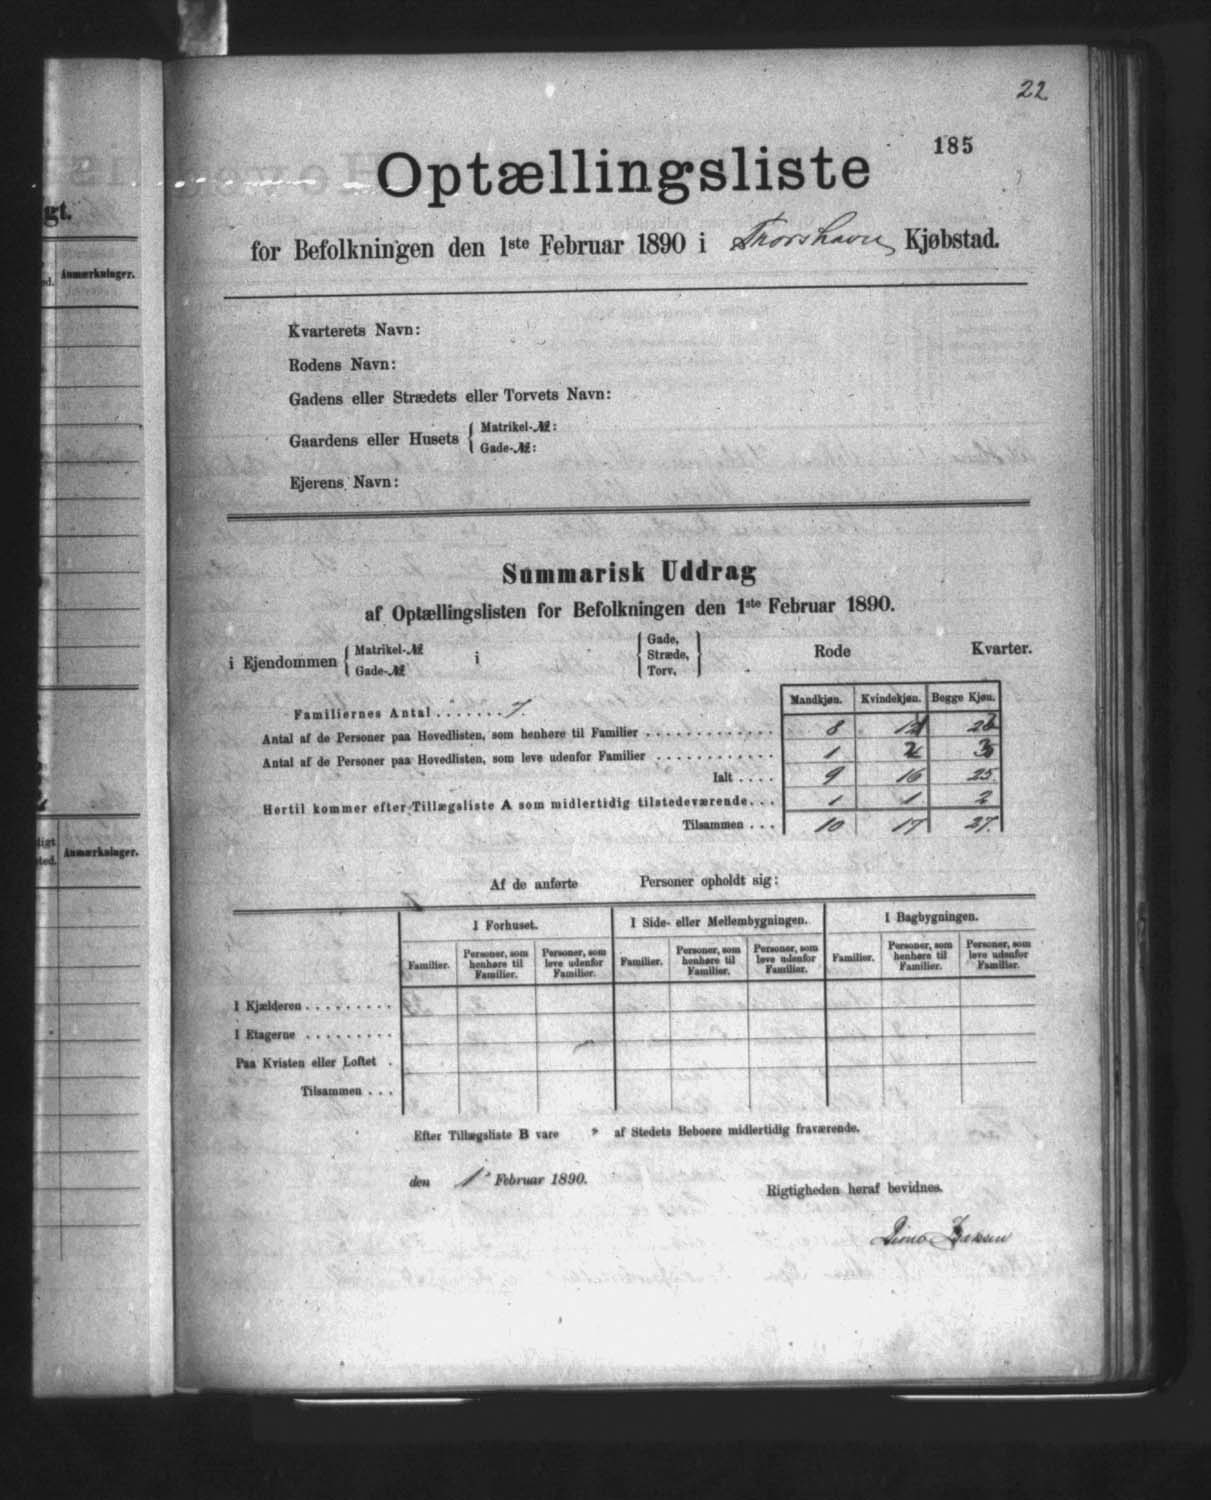 22
185
Optællingsliste
for Befolkningen den 1ste Februar 1890 i Thorshavn Kjøbstad.
gt.
Anmærkninger.
Kvarterets Navn:
Rodens Navn:
Gadens eller Strædets eller Torvets Navn:
Gaardens eller Husets { Matrikel-№:
Gade-№:
Ejerens Navn:
Summarisk Uddrag
af Optællingslisten for Befolkningen den 1ste Februar 1890.
i Ejendommen { Matrikel-№ Gade-№ i { Gade, Stræde, Torv, } Rode Kvarter.
Mandkjøn. Kvindekjøn. Begge Kjøn.
Familiernes Antal . . . . . . . 7.
Antal af de Personer paa Hovedlisten, som henhøre til Familier . . . 8
Antal af de Personer paa Hovedlisten, som leve udenfor Familier . . . 1
Ialt . . . . 9 16 25.
Hertil kommer efter Tillægsliste A som midlertidig tilstedeværende. . . 1 1 2
Tilsammen . . . 10 17 27.
Anmærkninger.
Af de anførte Personer opholdt sig:
I Forhuset. I Side- eller Mellembygningen. I Bagbygningen.
Familier. Personer, som henhøre til Familier. Personer, som leve udenfor Familier. Familier. Personer, som henhøre til Familier. Personer, som leve udenfor Familier. Familier. Personer, som henhøre til Familier. Personer, som leve udenfor Familier.
I Kjælderen . . . . . . . . .
I Etagerne . . . . . . . . .
Paa Kvisten eller Loftet .
Tilsammen . . .
Efter Tillægsliste B vare " af Stedets Beboere midlertidig fraværende.
den 1' Februar 1890.
Rigtigheden heraf bevidnes.